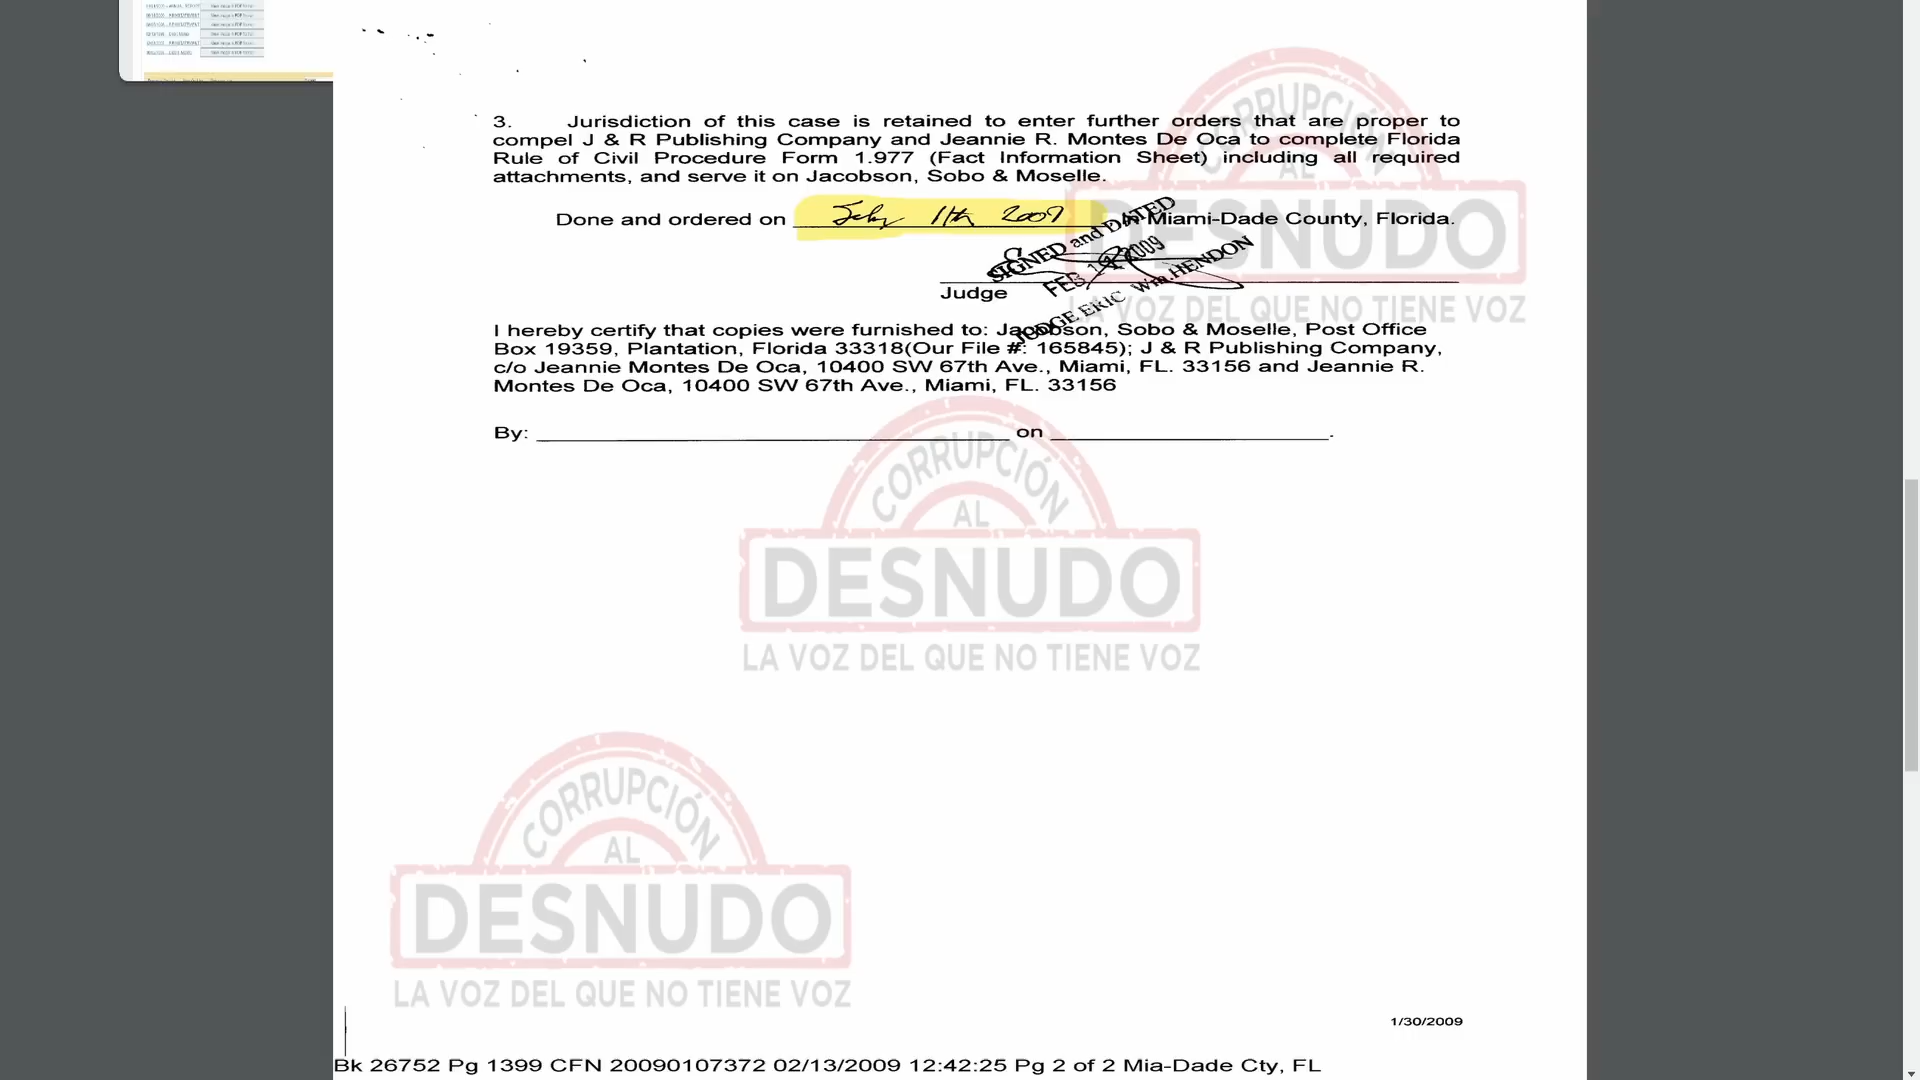 3. Jurisdiction of this case is retained to enter further orders that are proper to
compel J & R Publishing Company and Jeannie R. Montes De Oca to complete Florida
Rule of Civil Procedure Form 1.977 (Fact Information Sheet) including all required
attachments, and serve it on Jacobson, Sobo & Moselle.
Done and ordered on 11th 2009 Miami-Dade County, Florida.
SIGNED and DATED
FEB 2009
JUDGE ERIC Wm. HENDON
Judge
I hereby certify that copies were furnished to: Jacobson, Sobo & Moselle, Post Office
Box 19359, Plantation, Florida 33318(Our File #: 165845); J & R Publishing Company,
c/o Jeannie Montes De Oca, 10400 SW 67th Ave., Miami, FL. 33156 and Jeannie R.
Montes De Oca, 10400 SW 67th Ave., Miami, FL. 33156
By: on .
CORRUPCIÓN
AL
DESNUDO
LA VOZ DEL QUE NO TIENE VOZ
CORRUPCIÓN
AL
DESNUDO
LA VOZ DEL QUE NO TIENE VOZ
CORRUPCIÓN
AL
DESNUDO
LA VOZ DEL QUE NO TIENE VOZ
1/30/2009
Bk 26752 Pg 1399 CFN 20090107372 02/13/2009 12:42:25 Pg 2 of 2 Mia-Dade Cty, FL